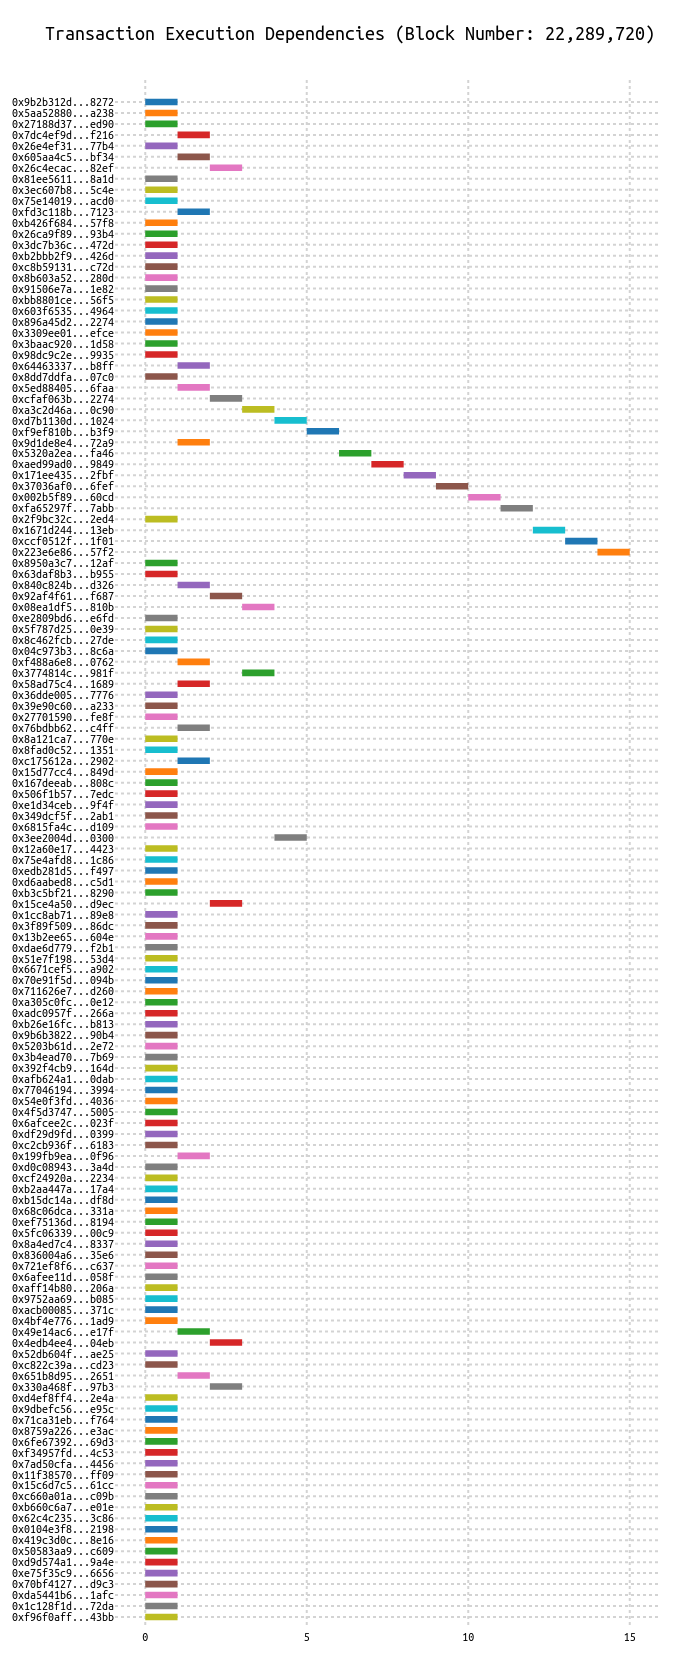 Transaction Execution Dependencies (Block Number: 22,289,720)
0x9b2b312d...8272
0x5aa52880...a238
0x27188d37...ed90
0x7dc4ef9d...f216
0x26e4ef31...77b4
0x605aa4c5...bf34
0x26c4ecac...82ef
0x81ee5611...8a1d
0x3ec607b8...5c4e
0x75e14019...acd0
0xfd3c118b...7123
0xb426f684...57f8
0x26ca9f89...93b4
0x3dc7b36c...472d
0xb2bbb2f9...426d
0xc8b59131...c72d
0x8b603a52...280d
0x91506e7a...1e82
0xbb8801ce...56f5
0x603f6535...4964
0x896a45d2...2274
0x3309ee01...efce
0x3baac920...1d58
0x98dc9c2e...9935
0x64463337...b8ff
0x8dd7ddfa...07c0
0x5ed88405...6faa
0xcfaf063b...2274
0xa3c2d46a...0c90
0xd7b1130d...1024
0xf9ef810b...b3f9
0x9d1de8e4...72a9
0x5320a2ea...fa46
0xaed99ad0...9849
0x171ee435...2fbf
0x37036af0...6fef
0x002b5f89...60cd
0xfa65297f...7abb
0x2f9bc32c...2ed4
0x1671d244...13eb
0xccf0512f...1f01
0x223e6e86...57f2
0x8950a3c7...12af
0x63daf8b3...b955
0x840c824b...d326
0x92af4f61...f687
0x08ea1df5...810b
0xe2809bd6...e6fd
0x5f787d25...0e39
0x8c462fcb...27de
0x04c973b3...8c6a
0xf488a6e8...0762
0x3774814c...981f
0x58ad75c4...1689
0x36dde005...7776
0x39e90c60...a233
0x27701590...fe8f
0x76bdbb62...c4ff
0x8a121ca7...770e
0x8fad0c52...1351
0xc175612a...2902
0x15d77cc4...849d
0x167deeab...808c
0x506f1b57...7edc
0xe1d34ceb...9f4f
0x349dcf5f...2ab1
0x6815fa4c...d109
0x3ee2004d...0300
0x12a60e17...4423
0x75e4afd8...1c86
0xedb281d5...f497
0xd6aabed8...c5d1
0xb3c5bf21...8290
0x15ce4a50...d9ec
0x1cc8ab71...89e8
0x3f89f509...86dc
0x13b2ee65...604e
0xdae6d779...f2b1
0x51e7f198...53d4
0x6671cef5...a902
0x70e91f5d...094b
0x711626e7...d260
0xa305c0fc...0e12
0xadc0957f...266a
0xb26e16fc...b813
0x9b6b3822...90b4
0x5203b61d...2e72
0x3b4ead70...7b69
0x392f4cb9...164d
0xafb624a1...0dab
0x77046194...3994
0x54e0f3fd...4036
0x4f5d3747...5005
0x6afcee2c...023f
0xdf29d9fd...0399
0xc2cb936f...6183
0x199fb9ea...0f96
0xd0c08943...3a4d
0xcf24920a...2234
0xb2aa447a...17a4
0xb15dc14a...df8d
0x68c06dca...331a
0xef75136d...8194
0x5fc06339...00c9
0x8a4ed7c4...8337
0x836004a6...35e6
0x721ef8f6...c637
0x6afee11d...058f
0xaff14b80...206a
0x9752aa69...b085
0xacb00085...371c
0x4bf4e776...1ad9
0x49e14ac6...e17f
0x4edb4ee4...04eb
0x52db604f...ae25
0xc822c39a...cd23
0x651b8d95...2651
0x330a468f...97b3
0xd4ef8ff4...2e4a
0x9dbefc56...e95c
0x71ca31eb...f764
0x8759a226...e3ac
0x6fe67392...69d3
0xf34957fd...4c53
0x7ad50cfa...4456
0x11f38570...ff09
0x15c6d7c5...61cc
0xc660a01a...c09b
0xb660c6a7...e01e
0x62c4c235...3c86
0x0104e3f8...2198
0x419c3d0c...8e16
0x50583aa9...c609
0xd9d574a1...9a4e
0xe75f35c9...6656
0x70bf4127...d9c3
0xda5441b6...1afc
0x1c128f1d...72da
0xf96f0aff...43bb
0 5 10 15